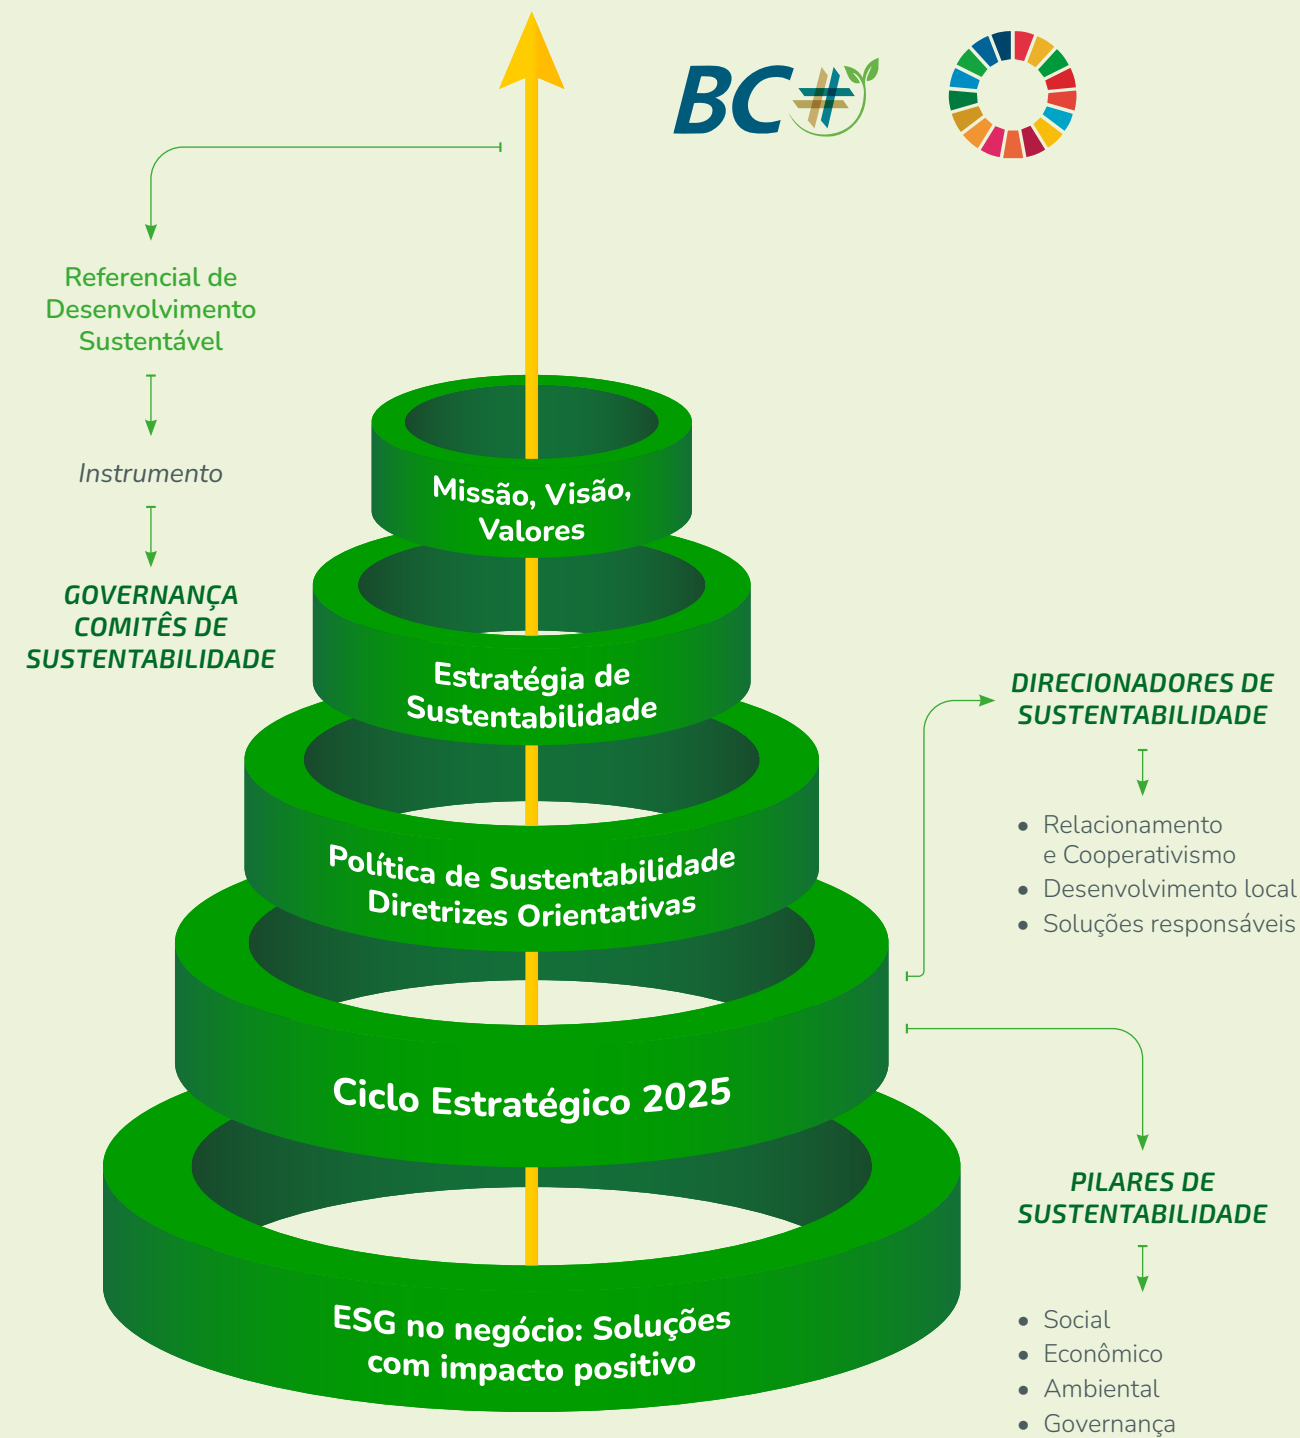 BC#
Referencial de
Desenvolvimento
Sustentável
Instrumento
GOVERNANÇA
COMITÊS DE
SUSTENTABILIDADE
Missão, Visão,
Valores
Estratégia de
Sustentabilidade
Política de Sustentabilidade
Diretrizes Orientativas
Ciclo Estratégico 2025
ESG no negócio: Soluções
com impacto positivo
DIRECIONADORES DE
SUSTENTABILIDADE
• Relacionamento
e Cooperativismo
• Desenvolvimento local
• Soluções responsáveis
PILARES DE
SUSTENTABILIDADE
• Social
• Econômico
• Ambiental
• Governança